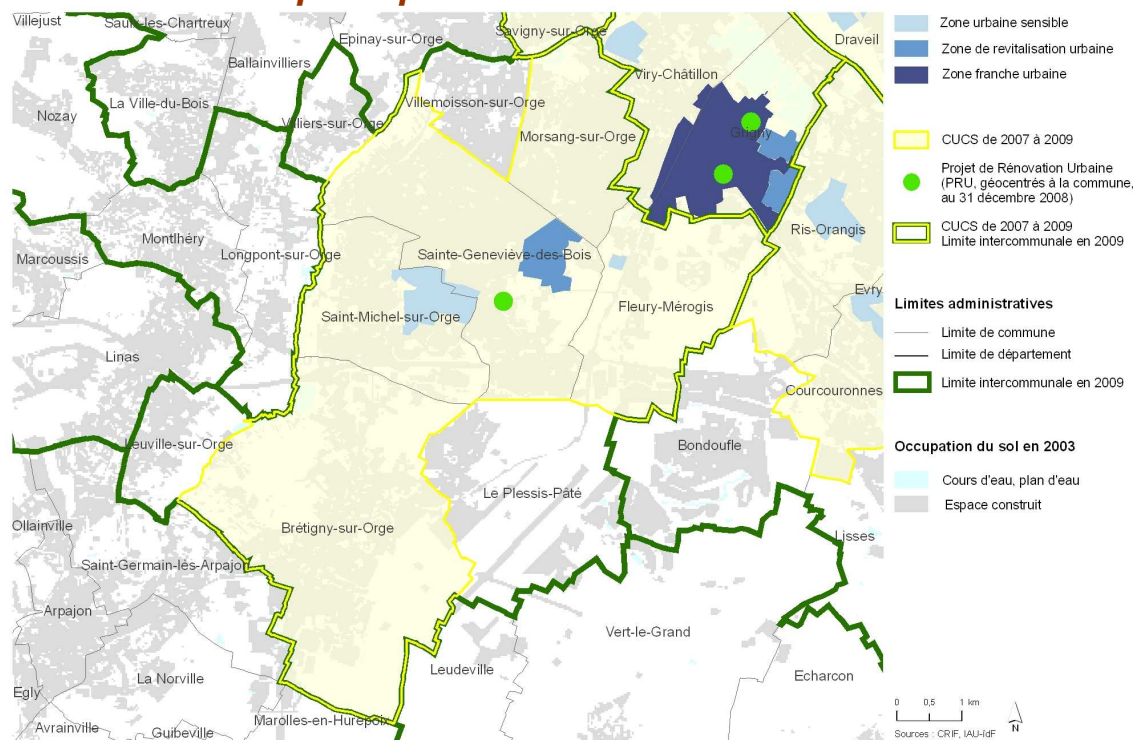 Villejust
Saulx-les-Chartreux
Epinay-sur-Orge
Savigny-sur-Orge
Draveil
Ballainvilliers
Viry-Châtillon
La Ville-du-Bois
Villemoisson-sur-Orge
Nozay
Villiers-sur-Orge
Morsang-sur-Orge
Grigny
Ris-Orangis
Montlhéry
Marcoussis
Longpont-sur-Orge
Sainte-Geneviève-des-Bois
Evry
Fleury-Mérogis
Saint-Michel-sur-Orge
Linas
Courcouronnes
Leuville-sur-Orge
Bondoufle
Le Plessis-Pâté
Ollainville
Brétigny-sur-Orge
Lisses
Saint-Germain-lès-Arpajon
Arpajon
Vert-le-Grand
Leudeville
Echarcon
La Norville
Egly
Marolles-en-Hurepoix
Avrainville
Guibeville
Zone urbaine sensible
Zone de revitalisation urbaine
Zone franche urbaine
CUCS de 2007 à 2009
Projet de Rénovation Urbaine
(PRU, géocentrés à la commune,
au 31 décembre 2008)
CUCS de 2007 à 2009
Limite intercommunale en 2009
Limites administratives
Limite de commune
Limite de département
Limite intercommunale en 2009
Occupation du sol en 2003
Cours d'eau, plan d'eau
Espace construit
0 0,5 1 km
N
Sources : CRIF, IAU-îdF